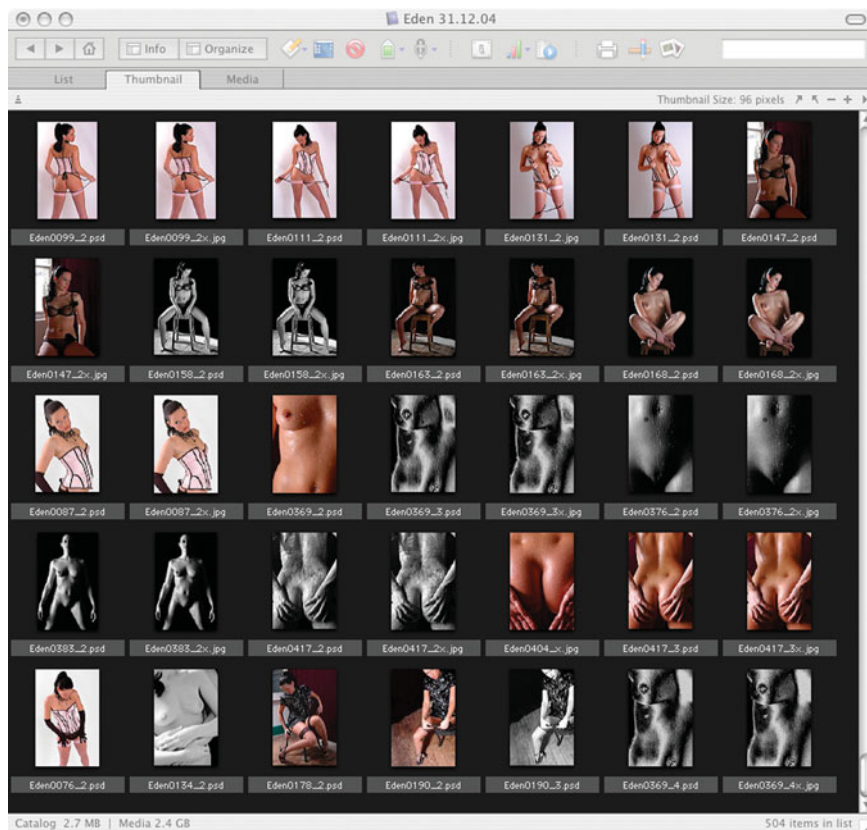 Eden 31.12.04
Info Organize
List Thumbnail Media
Thumbnail Size: 96 pixels
Eden0099_2.psd Eden0099_2x.jpg Eden0111_2.psd Eden0111_2x.jpg Eden0131_2.jpg Eden0131_2.psd Eden0147_2.psd
Eden0147_2x.jpg Eden0158_2.psd Eden0158_2x.jpg Eden0163_2.psd Eden0163_2x.jpg Eden0168_2.psd Eden0168_2x.jpg
Eden0087_2.psd Eden0087_2x.jpg Eden0369_2.psd Eden0369_3.psd Eden0369_3x.jpg Eden0376_2.psd Eden0376_2x.jpg
Eden0383_2.psd Eden0383_2x.jpg Eden0417_2.psd Eden0417_2x.jpg Eden0404_x.jpg Eden0417_3.psd Eden0417_3x.jpg
Eden0076_2.psd Eden0134_2.psd Eden0178_2.psd Eden0190_2.psd Eden0190_3.psd Eden0369_4.psd Eden0369_4x.jpg
Catalog 2.7 MB | Media 2.4 GB 504 items in list